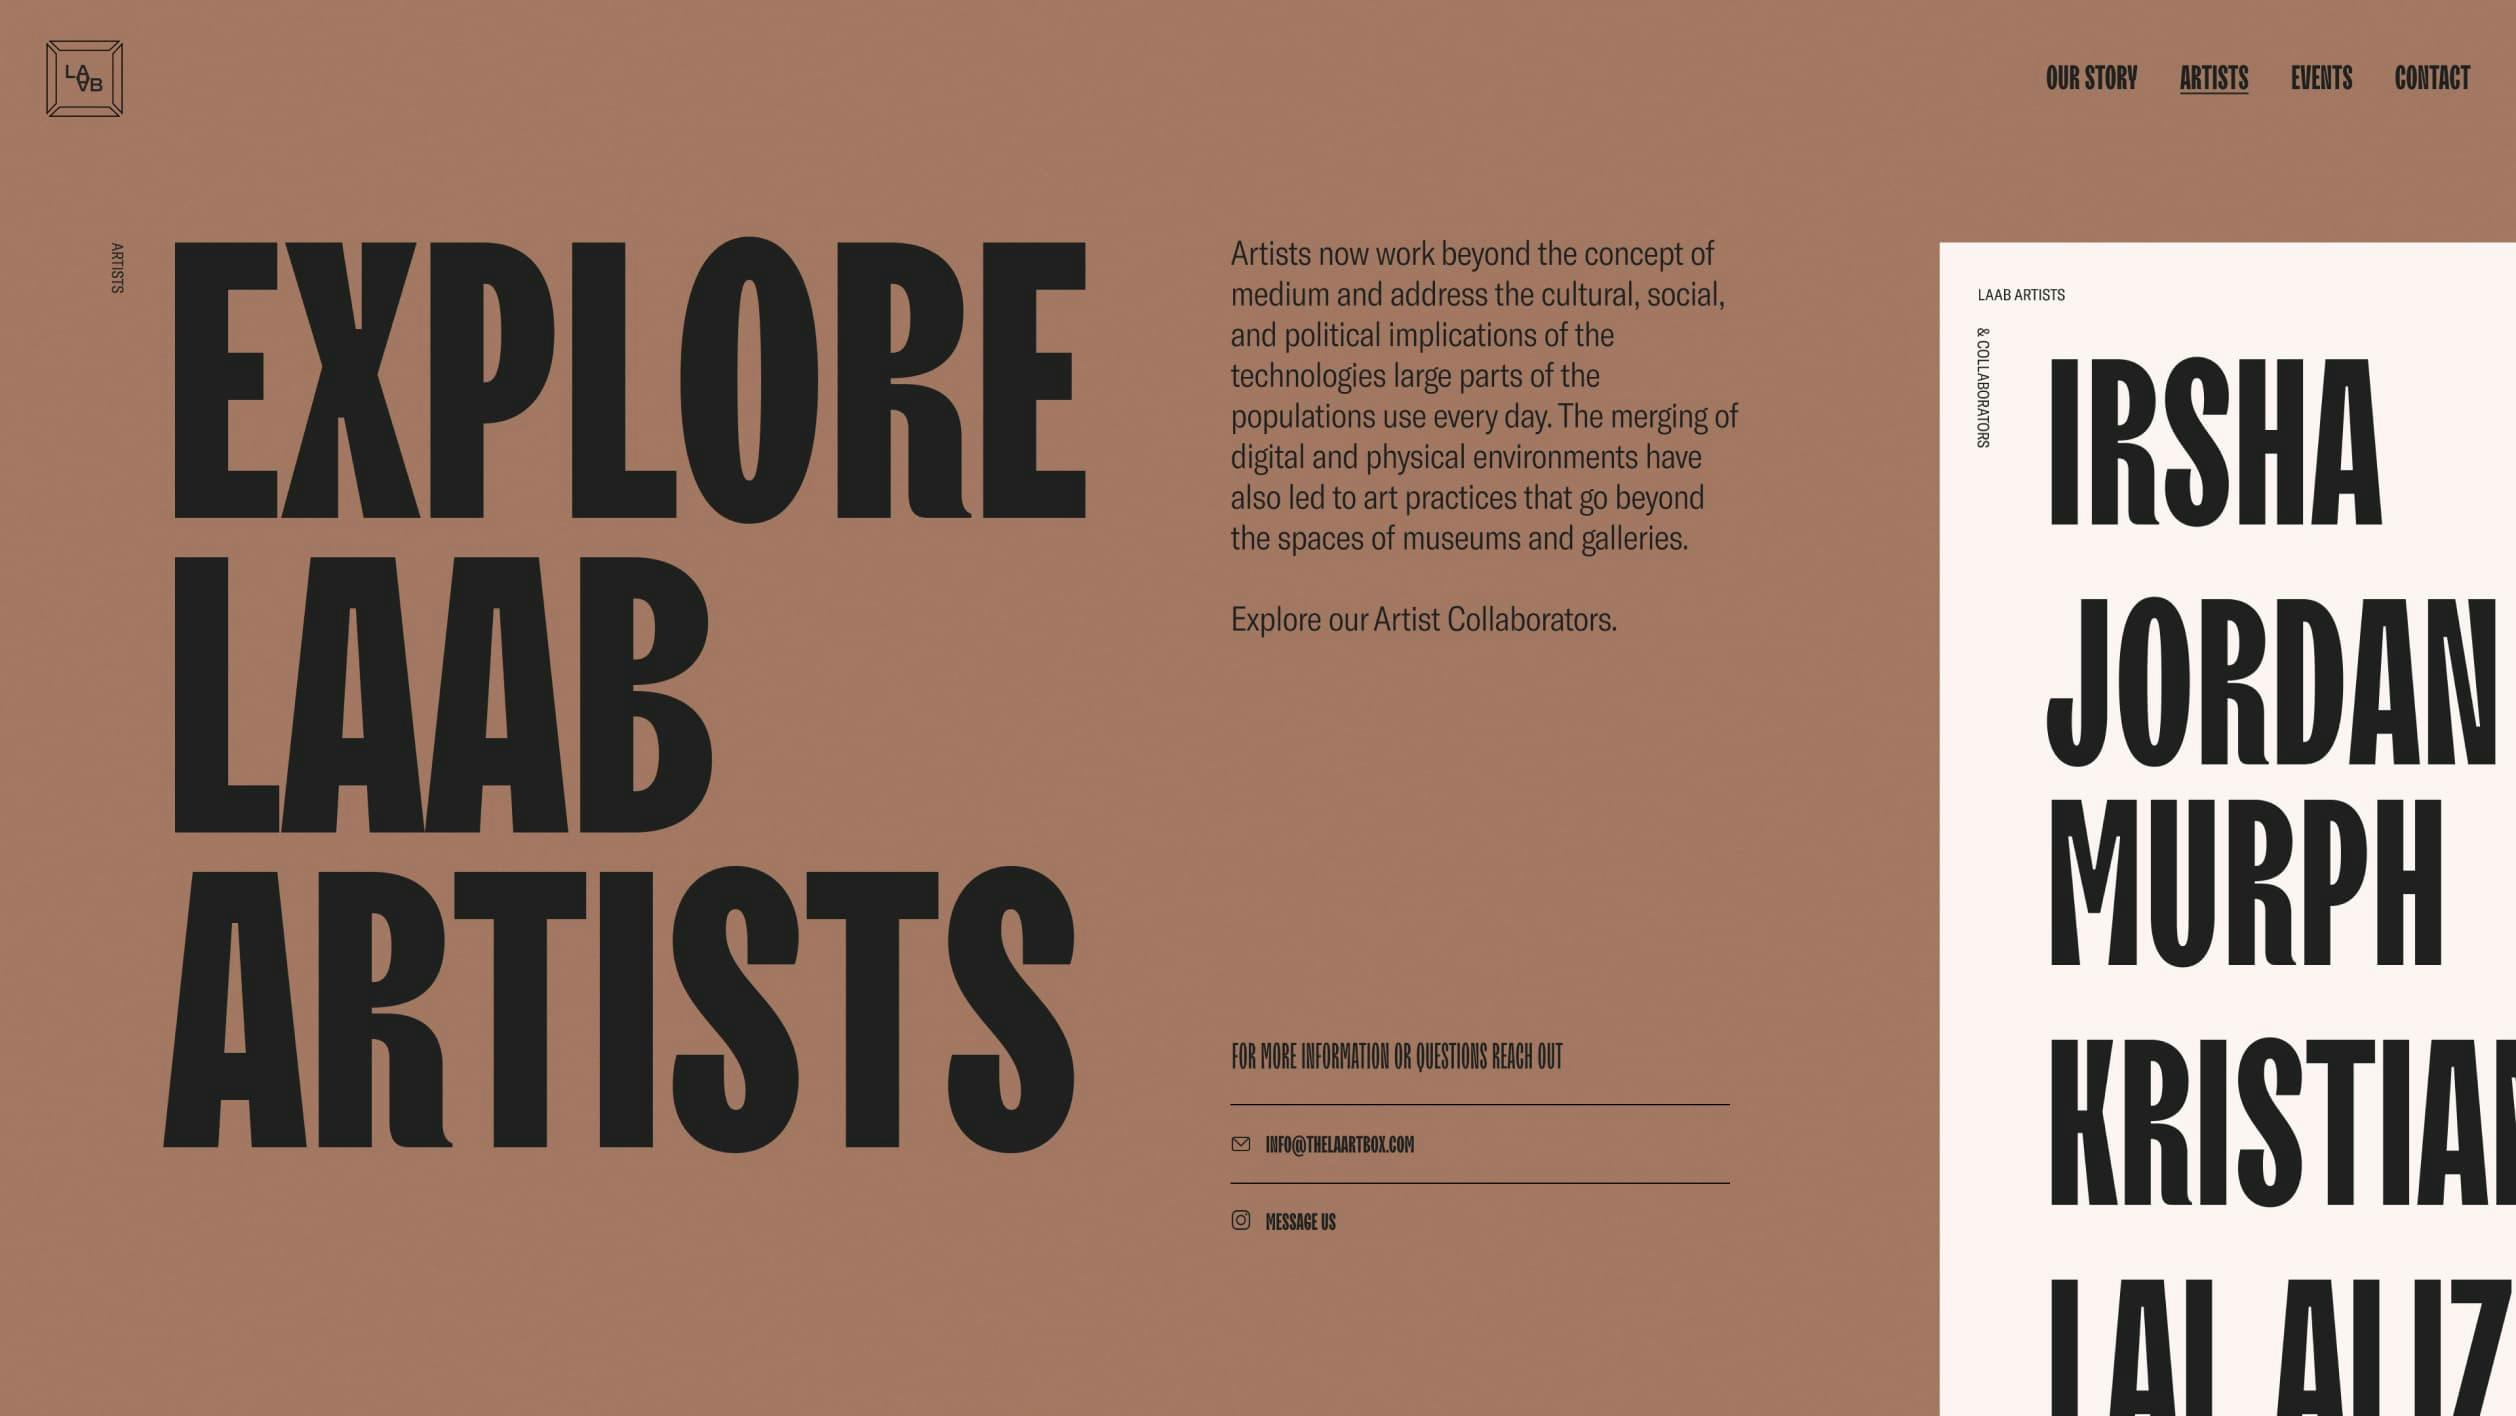 LAAB
OUR STORY
ARTISTS
EVENTS
CONTACT
ARTISTS
EXPLORE
LAAB
ARTISTS
Artists now work beyond the concept of
medium and address the cultural, social,
and political implications of the
technologies large parts of the
populations use every day. The merging of
digital and physical environments have
also led to art practices that go beyond
the spaces of museums and galleries.
Explore our Artist Collaborators.
FOR MORE INFORMATION OR QUESTIONS REACH OUT
INFO@THELAARTBOX.COM
MESSAGE US
LAAB ARTISTS
& COLLABORATORS
IRSHA
JORDAN
MURPH